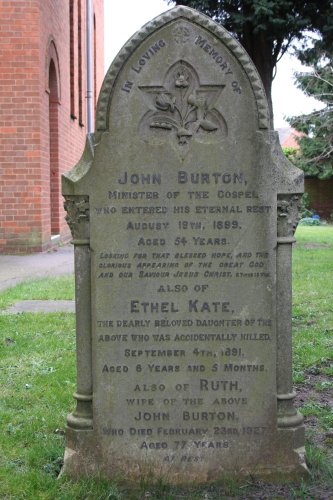 IN LOVING MEMORY OF
JOHN BURTON,
MINISTER OF THE GOSPEL
WHO ENTERED HIS ETERNAL REST
AUGUST 19TH, 1889.
AGED 54 YEARS.
LOOKING FOR THAT BLESSED HOPE, AND THE
GLORIOUS APPEARING OF THE GREAT GOD
AND OUR SAVIOUR JESUS CHRIST.
ALSO OF
ETHEL KATE,
THE DEARLY BELOVED DAUGHTER OF THE
ABOVE WHO WAS ACCIDENTALLY KILLED,
SEPTEMBER 4TH, 1891.
AGED 8 YEARS AND 5 MONTHS.
ALSO OF RUTH,
WIFE OF THE ABOVE
JOHN BURTON.
WHO DIED FEBRUARY 23RD, 1927.
AGED 77 YEARS.
AT REST.